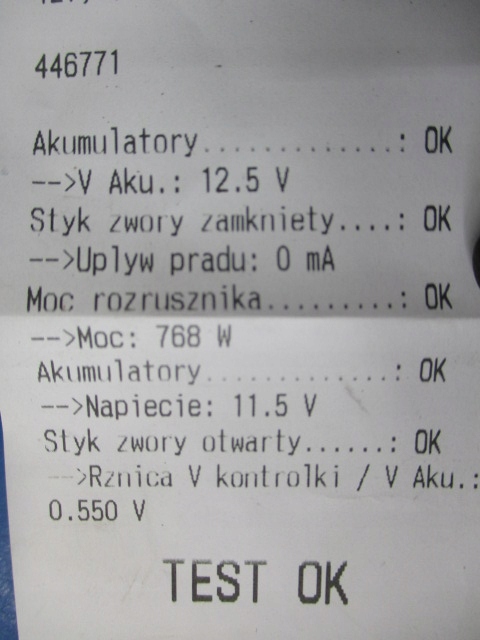 446771
Akumulatory..............: OK
-->V Aku.: 12.5 V
Styk zwory zamkniety....: OK
-->Uplyw pradu: 0 mA
Moc rozrusznika.........: OK
-->Moc: 768 W
Akumulatory..............: OK
-->Napiecie: 11.5 V
Styk zwory otwarty......: OK
-->Rznica V kontrolki / V Aku.:
0.550 V
TEST OK